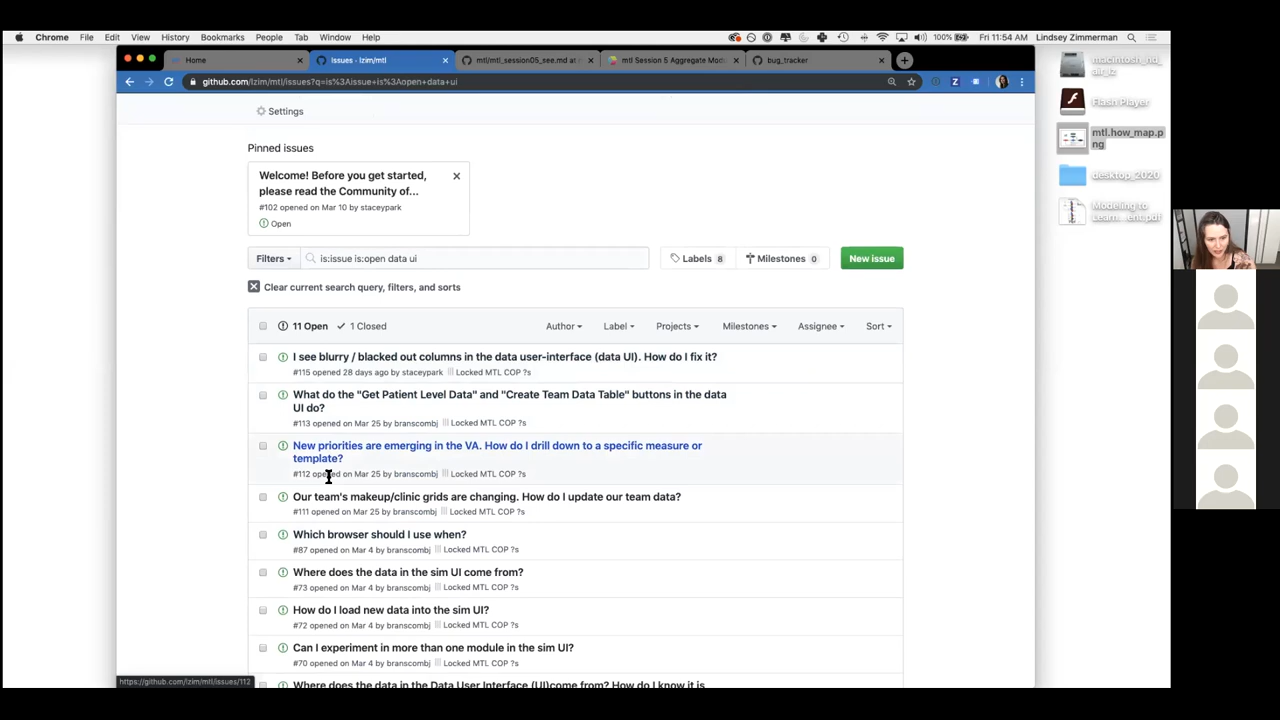 Chrome File Edit View History Bookmarks People Tab Window Help 100% Fri 11:54 AM Lindsey Zimmerman
Home Issues - lzim/mtl mtl/mtl_session05_see.md at mtl Session 5 Aggregate Mod bug_tracker
github.com/lzim/mtl/issues?q=is%3Aissue+is%3Aopen+data+ui
Settings
Pinned issues
Welcome! Before you get started,
please read the Community of...
#102 opened on Mar 10 by staceypark
Open
Filters is:issue is:open data ui Labels 8 Milestones 0 New issue
Clear current search query, filters, and sorts
11 Open 1 Closed Author Label Projects Milestones Assignee Sort
I see blurry / blacked out columns in the data user-interface (data UI). How do I fix it?
#115 opened 28 days ago by staceypark Locked MTL COP ?s
What do the "Get Patient Level Data" and "Create Team Data Table" buttons in the data
UI do?
#113 opened on Mar 25 by branscombj Locked MTL COP ?s
New priorities are emerging in the VA. How do I drill down to a specific measure or
template?
#112 opened on Mar 25 by branscombj Locked MTL COP ?s
Our team's makeup/clinic grids are changing. How do I update our team data?
#111 opened on Mar 25 by branscombj Locked MTL COP ?s
Which browser should I use when?
#87 opened on Mar 4 by branscombj Locked MTL COP ?s
Where does the data in the sim UI come from?
#73 opened on Mar 4 by branscombj Locked MTL COP ?s
How do I load new data into the sim UI?
#72 opened on Mar 4 by branscombj Locked MTL COP ?s
Can I experiment in more than one module in the sim UI?
#70 opened on Mar 4 by branscombj Locked MTL COP ?s
Where does the data in the Data User Interface (UI)come from? How do I know it is
https://github.com/lzim/mtl/issues/112
macintosh_hd
air_lz
Flash Player
mtl.how_map.p
ng
desktop_2020
Modeling to